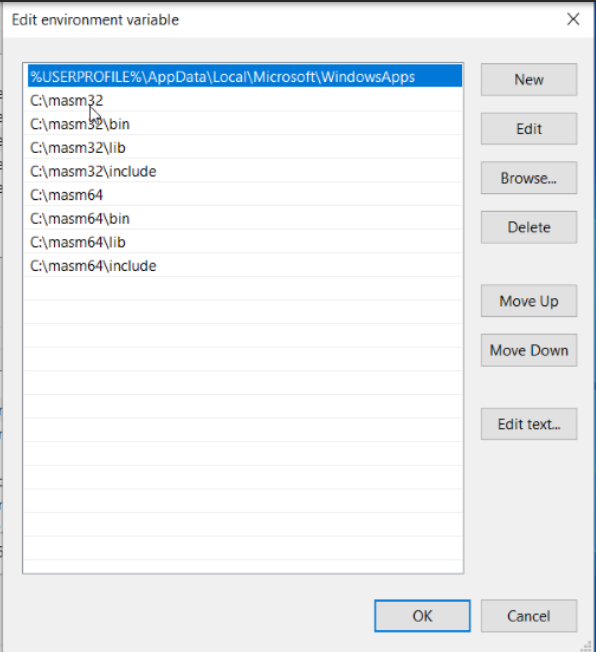 Edit environment variable
%USERPROFILE%\AppData\Local\Microsoft\WindowsApps
C:\masm32
C:\masm32\bin
C:\masm32\lib
C:\masm32\include
C:\masm64
C:\masm64\bin
C:\masm64\lib
C:\masm64\include
New
Edit
Browse...
Delete
Move Up
Move Down
Edit text...
OK
Cancel